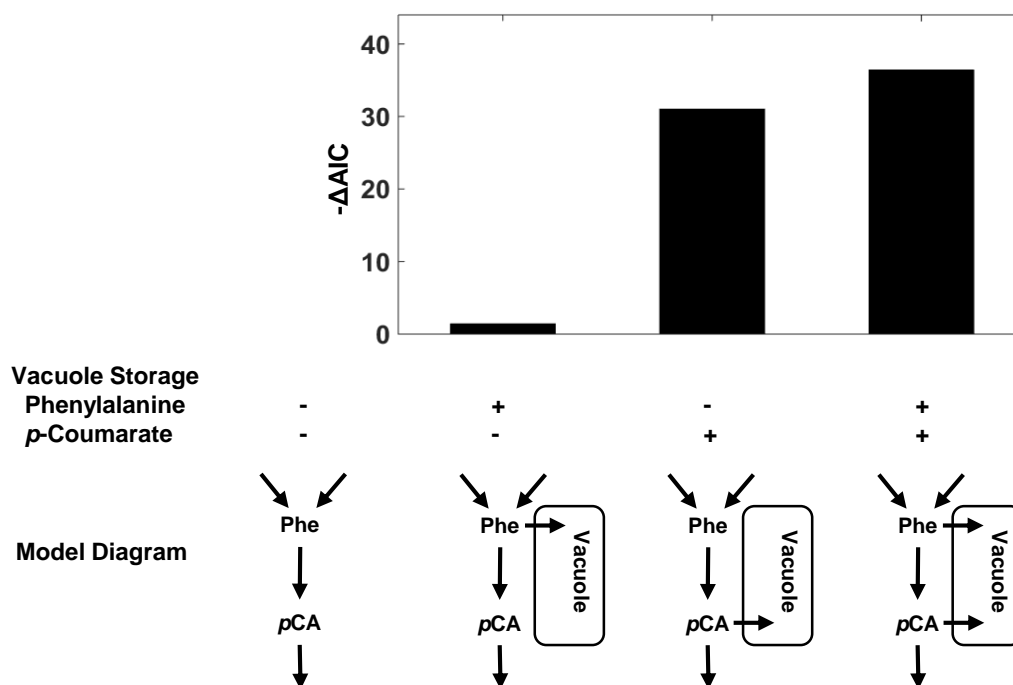 40
30
20
10
0
-ΔAIC
Vacuole Storage
Phenylalanine - + - +
p-Coumarate - - + +
Model Diagram
Phe Phe Phe Phe
Vacuole Vacuole Vacuole
pCA pCA pCA pCA